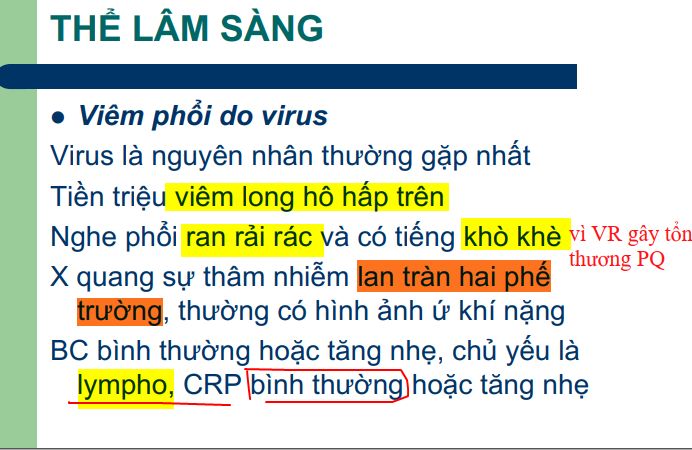 THỂ LÂM SÀNG
● Viêm phổi do virus
Virus là nguyên nhân thường gặp nhất
Tiền triệu viêm long hô hấp trên
Nghe phổi ran rải rác và có tiếng khò khè vì VR gây tổn
thương PQ
X quang sự thâm nhiễm lan tràn hai phế
trường, thường có hình ảnh ứ khí nặng
BC bình thường hoặc tăng nhẹ, chủ yếu là
lympho, CRP bình thường hoặc tăng nhẹ